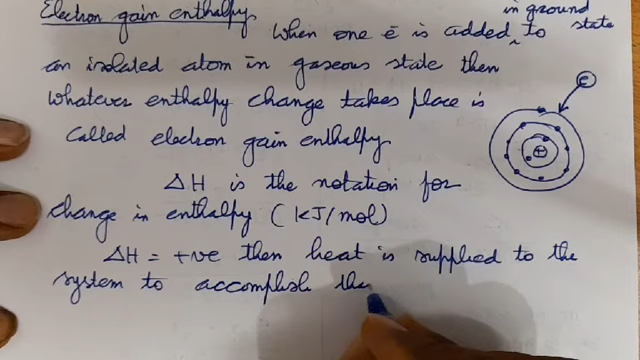 Electron gain enthalpy
When one ē is added to in ground state
an isolated atom in gaseous state then
whatever enthalpy change takes place is
called electron gain enthalpy.
ΔH is the notation for
change in enthalpy (kJ/mol)
ΔH = +ve then heat is supplied to the
system to accomplish the